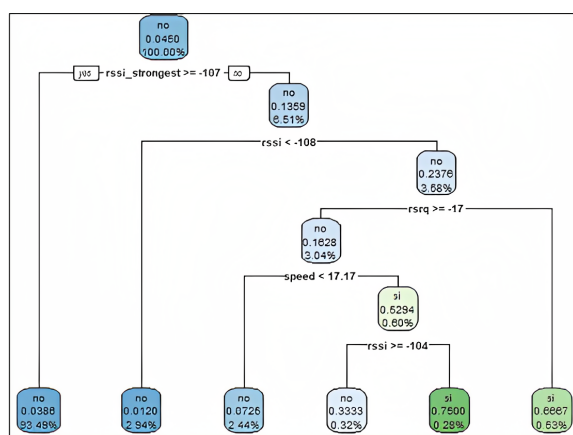 no
0.0460
100.00%
yes rssi_strongest >= -107 no
no
0.1359
6.51%
rssi < -108
no
0.2376
3.58%
rsrq >= -17
no
0.1628
3.04%
speed < 17.17
si
0.5294
0.60%
rssi >= -104
no
0.0386
93.49%
no
0.0120
2.94%
no
0.0726
2.44%
no
0.3333
0.32%
si
0.7500
0.28%
si
0.6667
0.53%